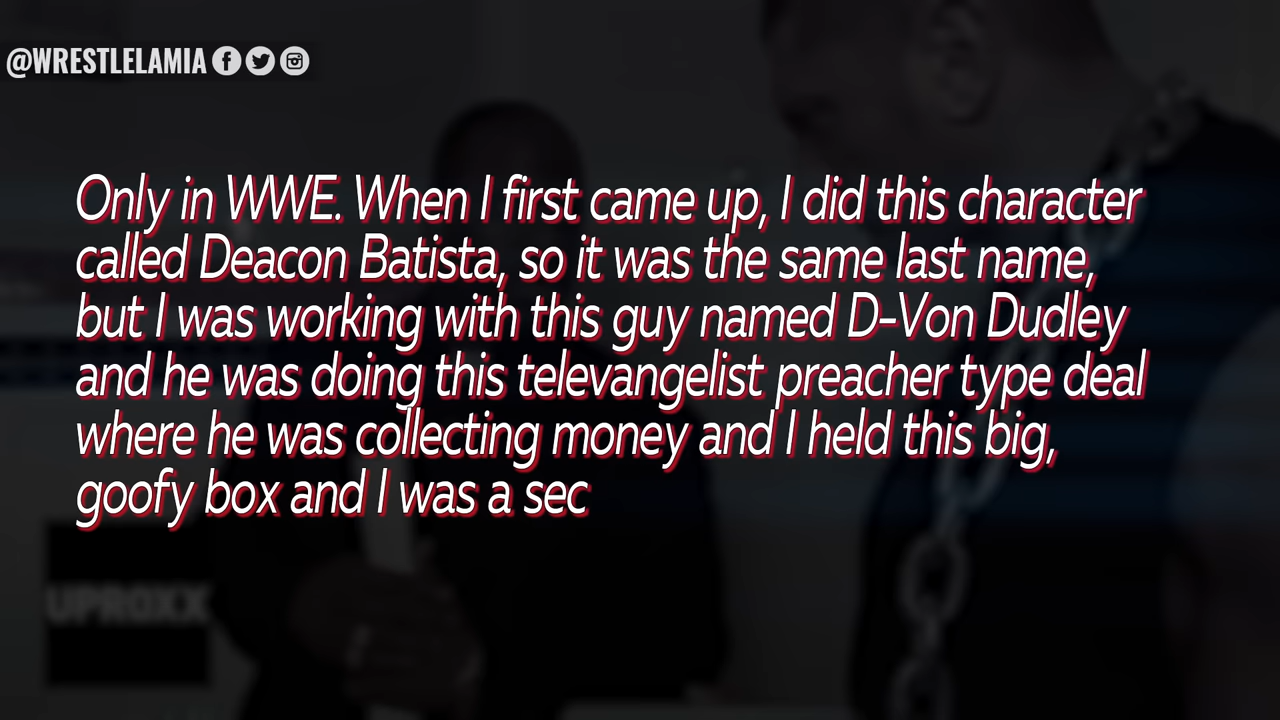 @WRESTLELAMIA
Only in WWE. When I first came up, I did this character
called Deacon Batista, so it was the same last name,
but I was working with this guy named D-Von Dudley
and he was doing this televangelist preacher type deal
where he was collecting money and I held this big,
goofy box and I was a sec
UPROXX